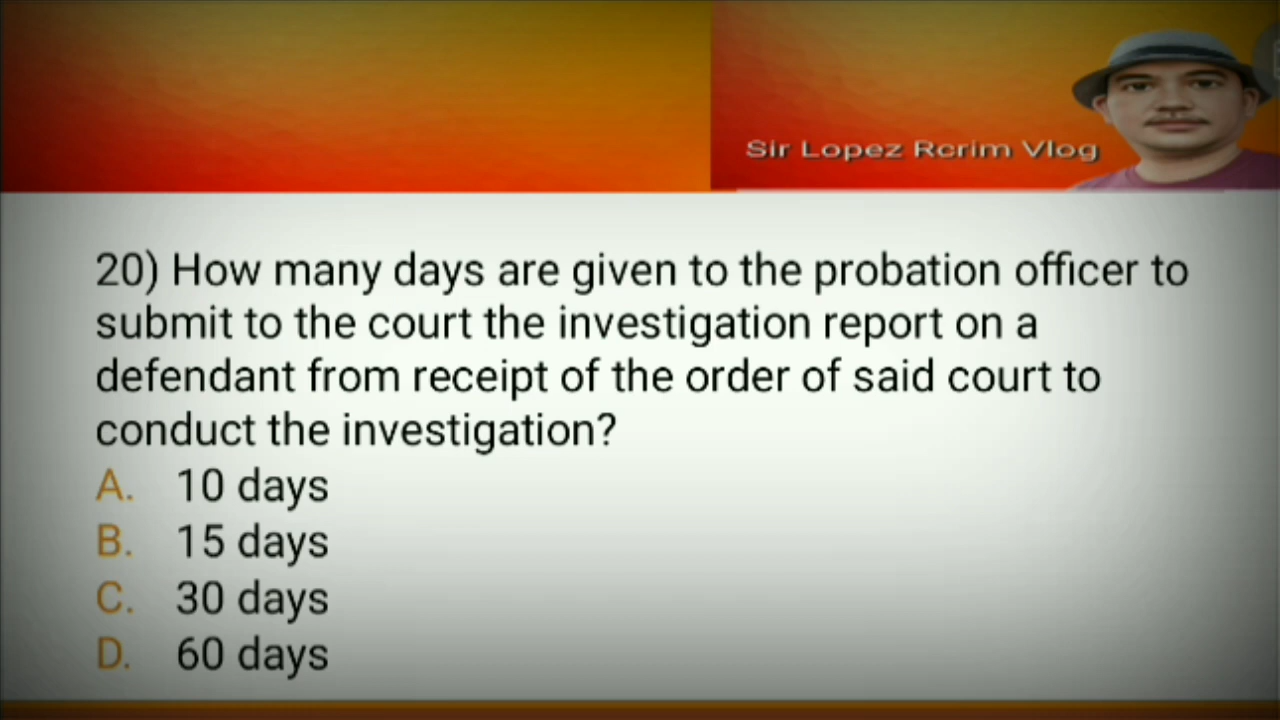 Sir Lopez Rcrim Vlog
20) How many days are given to the probation officer to
submit to the court the investigation report on a
defendant from receipt of the order of said court to
conduct the investigation?
A. 10 days
B. 15 days
C. 30 days
D. 60 days